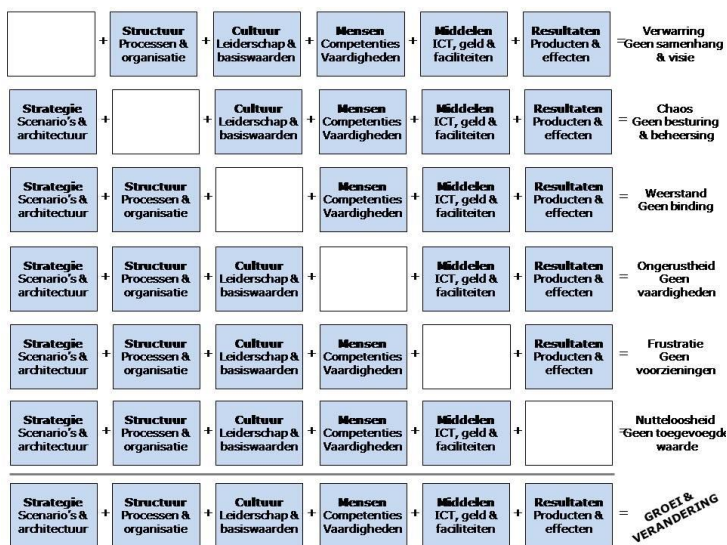 + Structuur Processen & organisatie + Cultuur Leiderschap & basiswaarden + Mensen Competenties Vaardigheden + Middelen ICT, geld & faciliteiten + Resultaten Producten & effecten = Verwarring Geen samenhang & visie
Strategie Scenario's & architectuur + + Cultuur Leiderschap & basiswaarden + Mensen Competenties Vaardigheden + Middelen ICT, geld & faciliteiten + Resultaten Producten & effecten = Chaos Geen besturing & beheersing
Strategie Scenario's & architectuur + Structuur Processen & organisatie + + Mensen Competenties Vaardigheden + Middelen ICT, geld & faciliteiten + Resultaten Producten & effecten = Weerstand Geen binding
Strategie Scenario's & architectuur + Structuur Processen & organisatie + Cultuur Leiderschap & basiswaarden + + Middelen ICT, geld & faciliteiten + Resultaten Producten & effecten = Ongerustheid Geen vaardigheden
Strategie Scenario's & architectuur + Structuur Processen & organisatie + Cultuur Leiderschap & basiswaarden + Mensen Competenties Vaardigheden + + Resultaten Producten & effecten = Frustratie Geen voorzieningen
Strategie Scenario's & architectuur + Structuur Processen & organisatie + Cultuur Leiderschap & basiswaarden + Mensen Competenties Vaardigheden + Middelen ICT, geld & faciliteiten + = Nutteloosheid Geen toegevoegde waarde
Strategie Scenario's & architectuur + Structuur Processen & organisatie + Cultuur Leiderschap & basiswaarden + Mensen Competenties Vaardigheden + Middelen ICT, geld & faciliteiten + Resultaten Producten & effecten = GROEI & VERANDERING